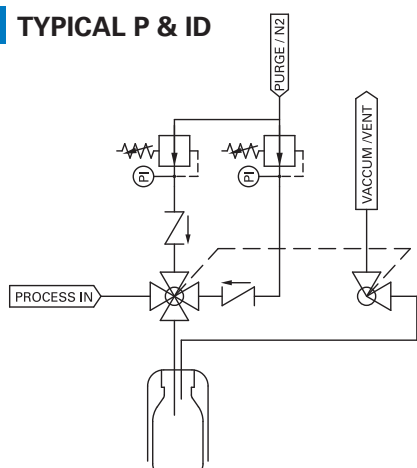 TYPICAL P & ID
PURGE / N2
VACCUM /VENT
PI
PI
PROCESS IN